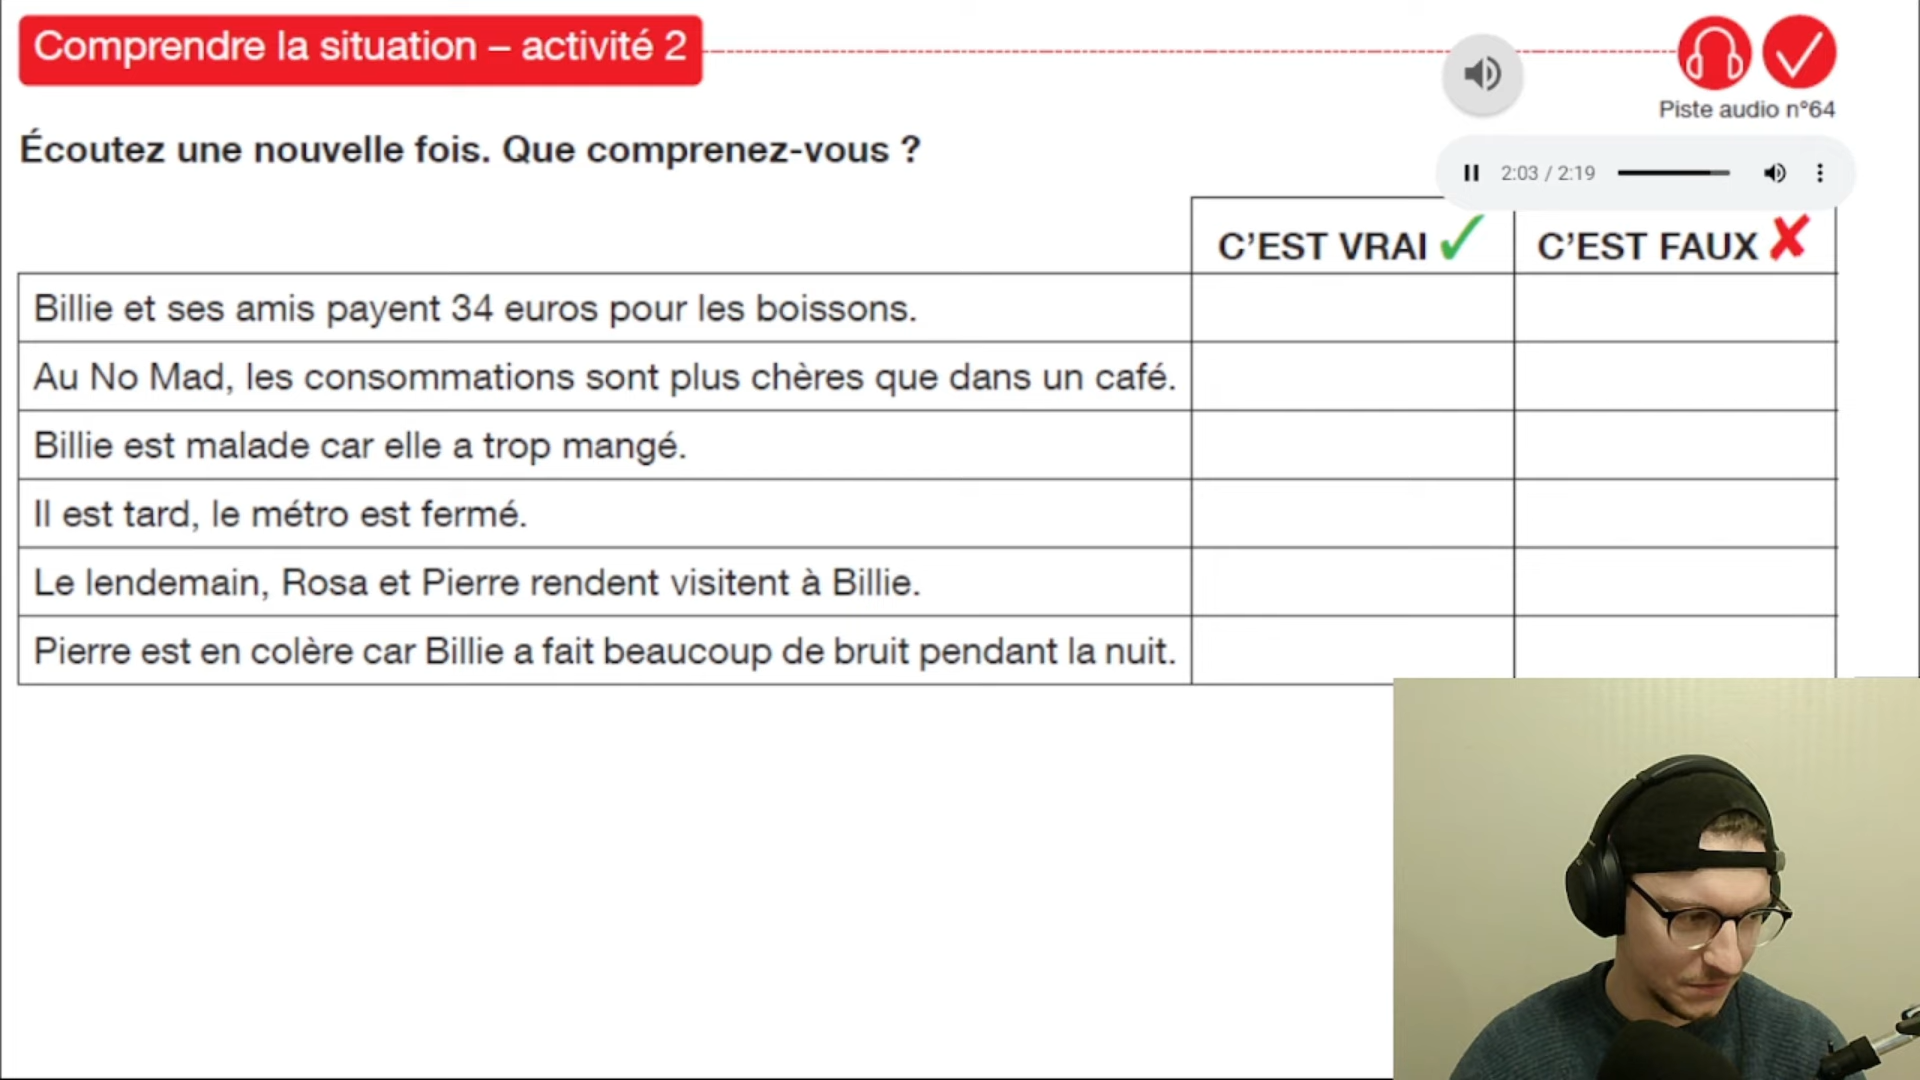 Comprendre la situation – activité 2
Piste audio n°64
Écoutez une nouvelle fois. Que comprenez-vous ?
2:03 / 2:19
C'EST VRAI
C'EST FAUX
Billie et ses amis payent 34 euros pour les boissons.
Au No Mad, les consommations sont plus chères que dans un café.
Billie est malade car elle a trop mangé.
Il est tard, le métro est fermé.
Le lendemain, Rosa et Pierre rendent visitent à Billie.
Pierre est en colère car Billie a fait beaucoup de bruit pendant la nuit.